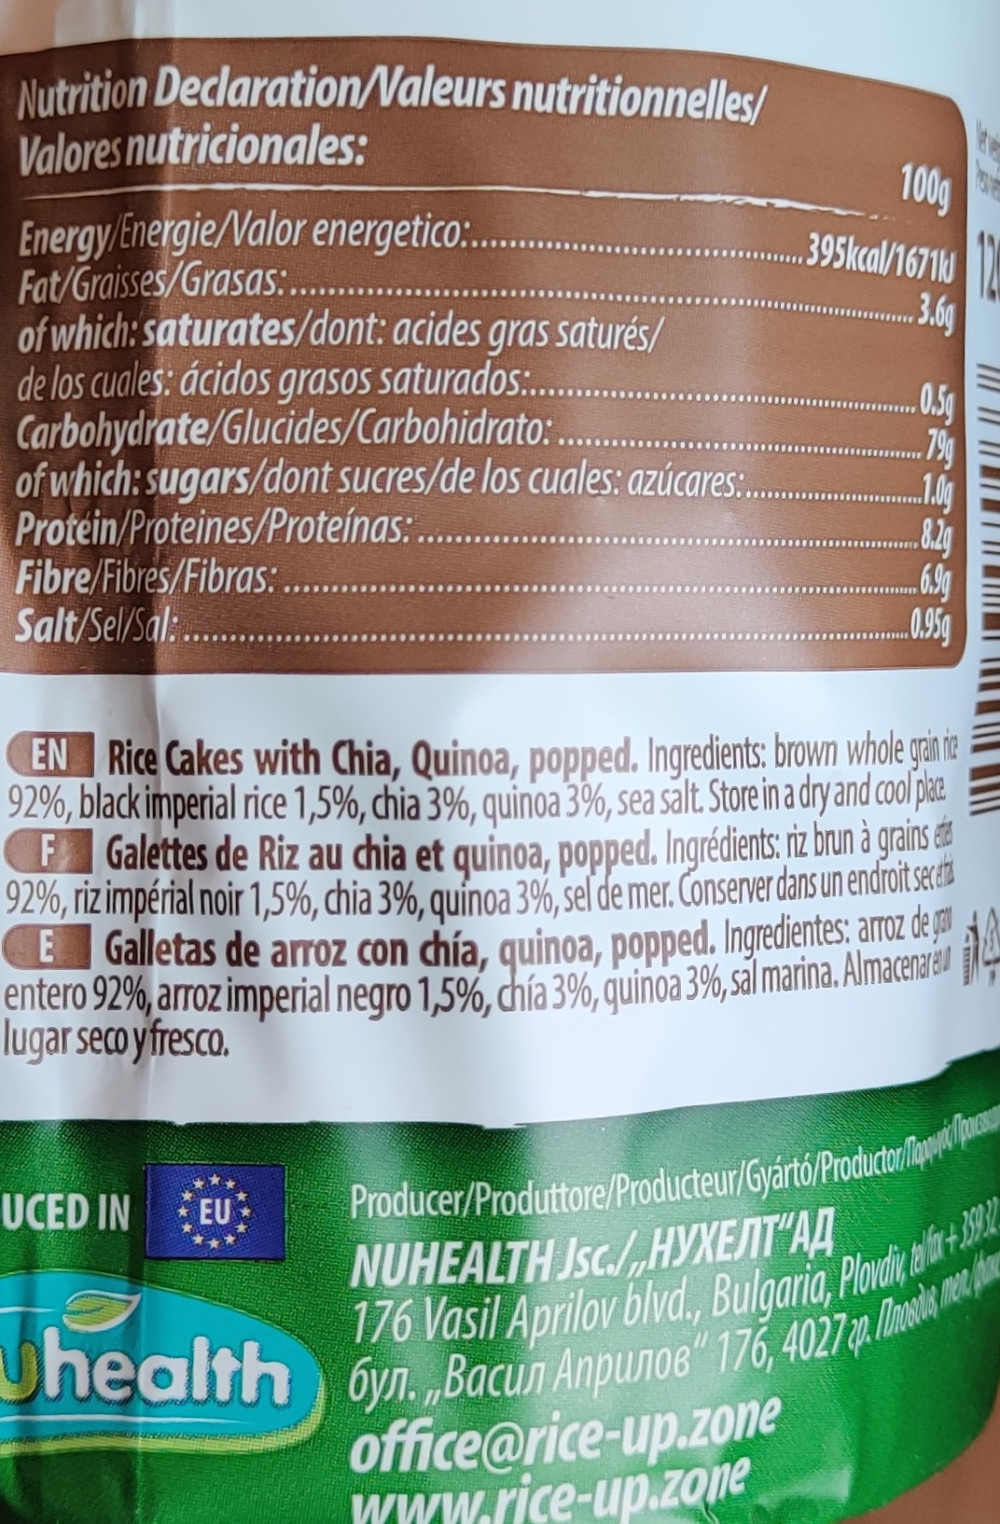 Nutrition Declaration/Valeurs nutritionnelles/
Valores nutricionales:
100g
Energy/Energie/Valor energetico:..........395kcal/1671kJ
Fat/Graisses/Grasas:..........3.6g
of which: saturates/dont: acides gras saturés/
de los cuales: ácidos grasos saturados:..........0.5g
Carbohydrate/Glucides/Carbohidrato:..........79g
of which: sugars/dont sucres/de los cuales: azúcares:..........1.0g
Protein/Proteines/Proteínas:..........8.2g
Fibre/Fibres/Fibras:..........6.9g
Salt/Sel/Sal:..........0.95g
EN Rice Cakes with Chia, Quinoa, popped. Ingredients: brown whole grain rice
92%, black imperial rice 1,5%, chia 3%, quinoa 3%, sea salt. Store in a dry and cool place.
F Galettes de Riz au chia et quinoa, popped. Ingrédients: riz brun à grains
92%, riz impérial noir 1,5%, chia 3%, quinoa 3%, sel de mer. Conserver dans un endroit sec et
E Galletas de arroz con chía, quinoa, popped. Ingredientes: arroz de
entero 92%, arroz imperial negro 1,5%, chía 3%, quinoa 3%, sal marina. Almacenar en un
lugar seco y fresco.
UCED IN EU
uhealth
Producer/Produttore/Producteur/Gyártó/Productor/
NUHEALTH Jsc./„НУХЕЛТ“АД
176 Vasil Aprilov blvd., Bulgaria, Plovdiv, tel/fax + 359 32
бул. „Васил Априлов“ 176, 4027 гр. Пловдив, тел./
office@rice-up.zone
www.rice-up.zone